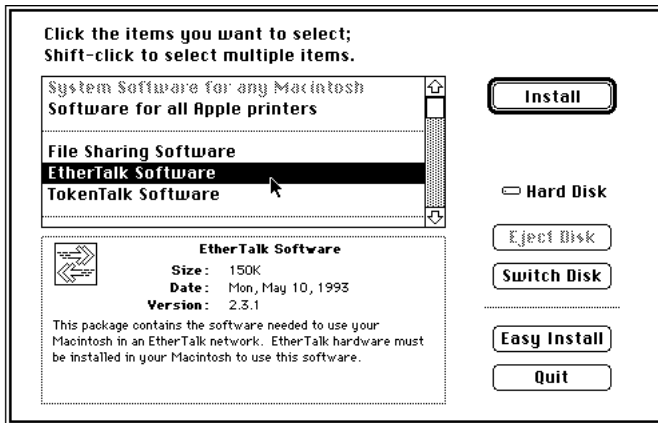 Click the items you want to select;
Shift-click to select multiple items.
System Software for any Macintosh
Software for all Apple printers
File Sharing Software
EtherTalk Software
TokenTalk Software
EtherTalk Software
Size: 150K
Date: Mon, May 10, 1993
Version: 2.3.1
This package contains the software needed to use your
Macintosh in an EtherTalk network. EtherTalk hardware must
be installed in your Macintosh to use this software.
Install
Hard Disk
Eject Disk
Switch Disk
Easy Install
Quit